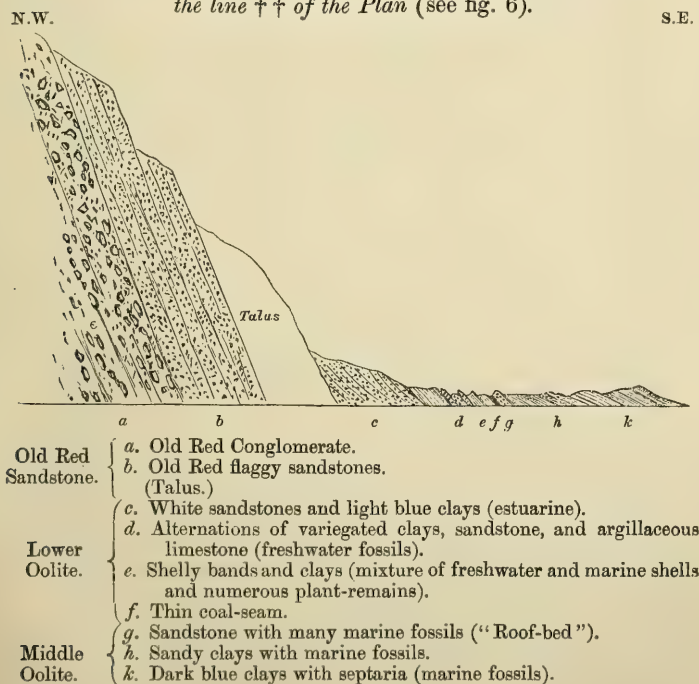 the line †† of the Plan (see fig. 6).
N.W.
S.E.
Talus
e
a b c d e f g h k
Old Red Sandstone.
a. Old Red Conglomerate.
b. Old Red flaggy sandstones.
(Talus.)
Lower Oolite.
c. White sandstones and light blue clays (estuarine).
d. Alternations of variegated clays, sandstone, and argillaceous
limestone (freshwater fossils).
e. Shelly bands and clays (mixture of freshwater and marine shells
and numerous plant-remains).
f. Thin coal-seam.
Middle Oolite.
g. Sandstone with many marine fossils ("Roof-bed").
h. Sandy clays with marine fossils.
k. Dark blue clays with septaria (marine fossils).